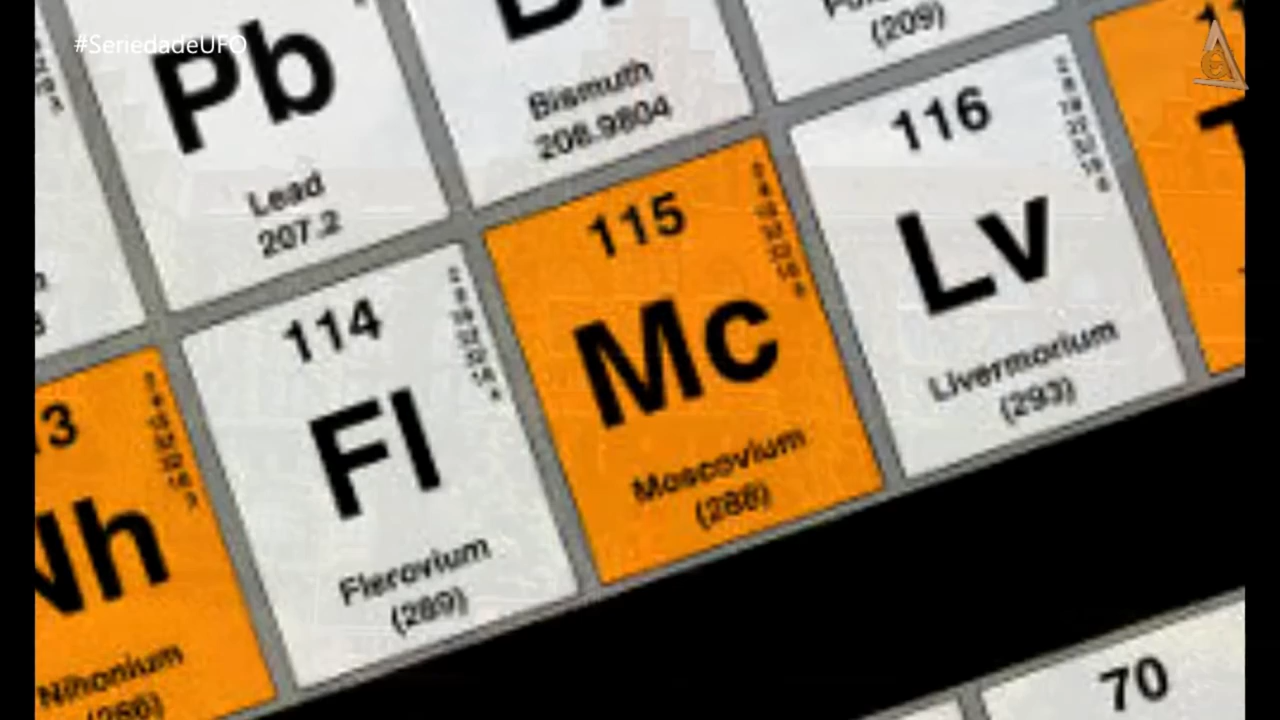 #SeriedadeUFO
Pb
Lead
207.2
Bismuth
208.9804
(209)
114
Fl
Flerovium
(289)
115
Mc
Moscovium
(288)
116
Lv
Livermorium
(293)
Nh
Nihonium
(286)
70